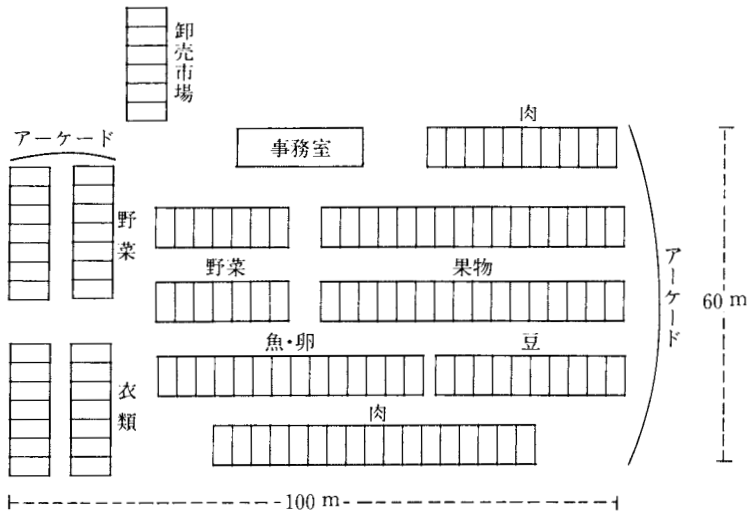 卸売市場
アーケード
肉
事務室
野菜
アーケード
野菜
果物
60 m
魚・卵
豆
衣類
肉
100 m